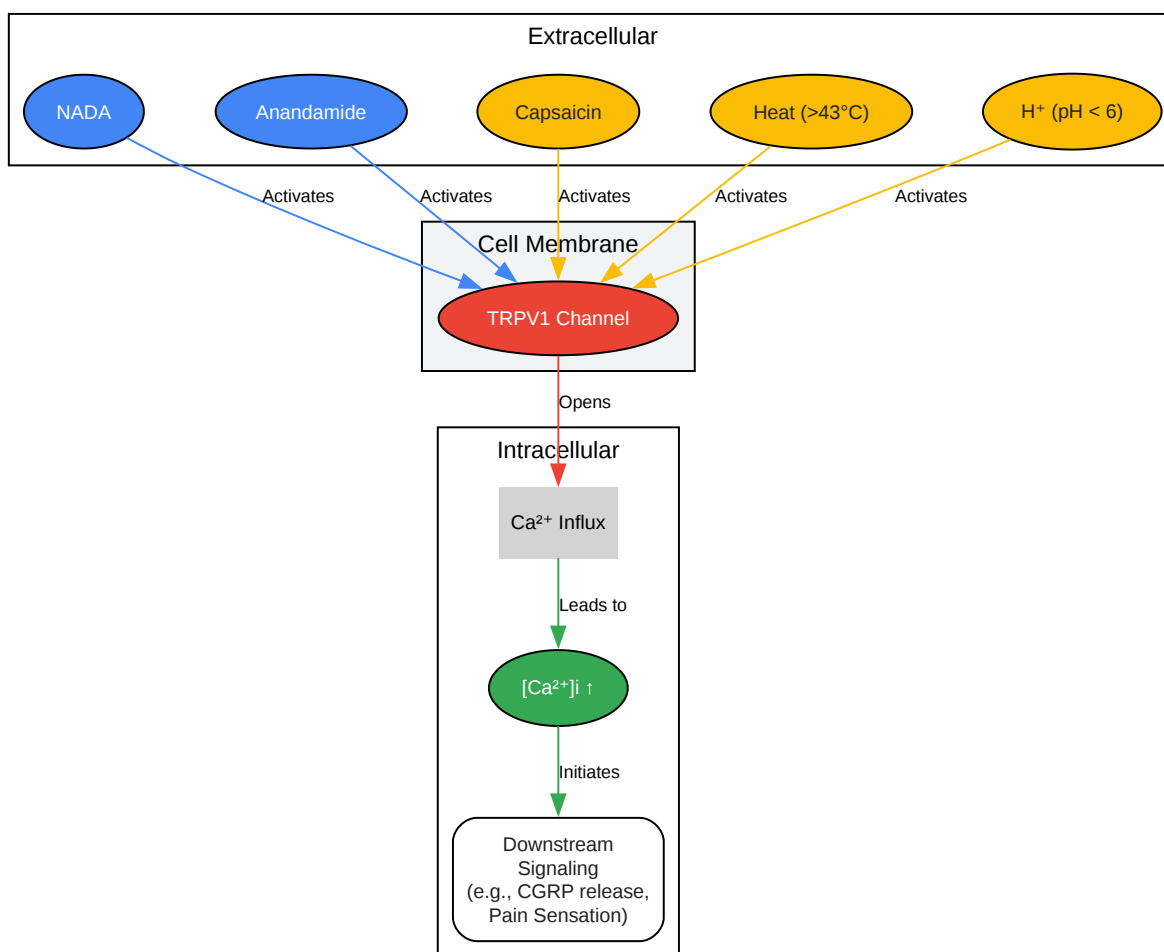 Extracellular
NADA
Anandamide
Capsaicin
Heat (>43°C)
H⁺ (pH < 6)
Activates
Activates
Activates
Activates
Activates
Cell Membrane
TRPV1 Channel
Opens
Intracellular
Ca²⁺ Influx
Leads to
[Ca²⁺]i ↑
Initiates
Downstream
Signaling
(e.g., CGRP release,
Pain Sensation)